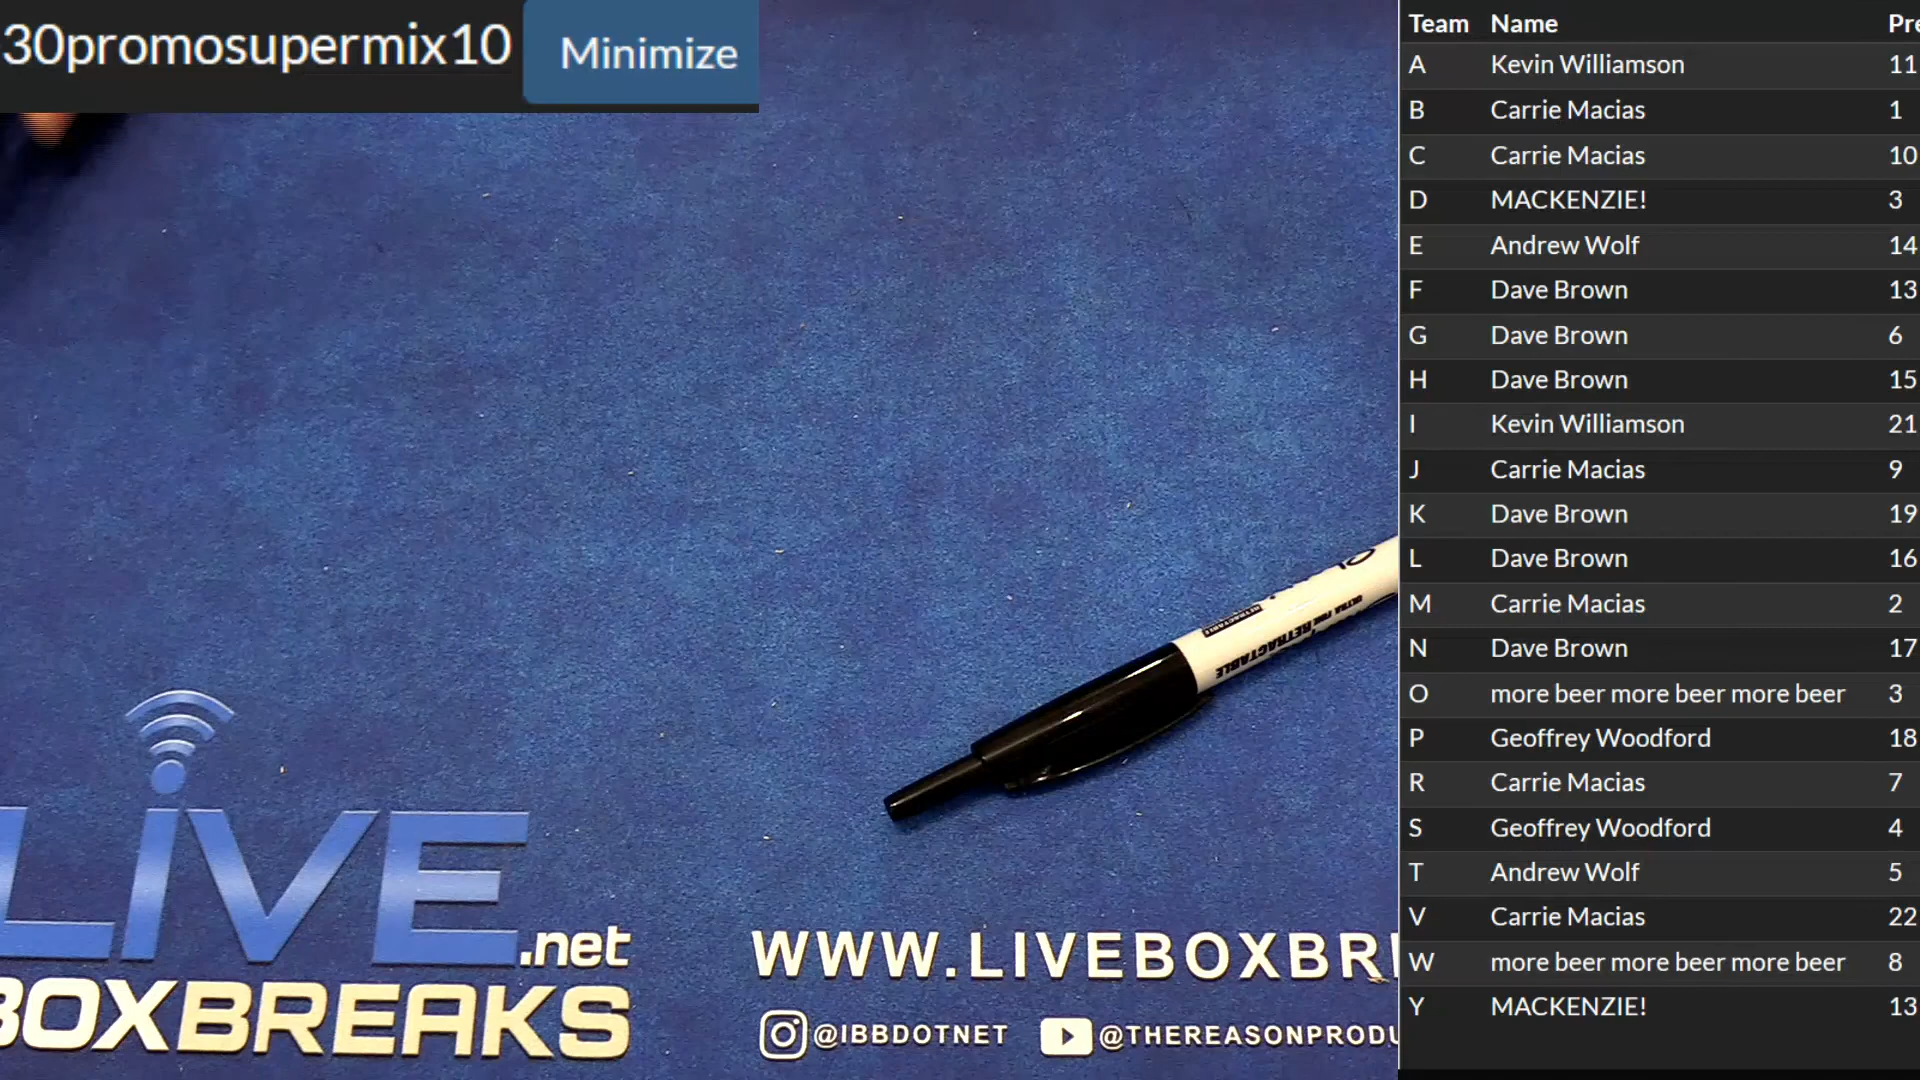 30promosupermix10
Minimize
Team Name Pre
A Kevin Williamson 11
B Carrie Macias 1
C Carrie Macias 10
D MACKENZIE! 3
E Andrew Wolf 14
F Dave Brown 13
G Dave Brown 6
H Dave Brown 15
I Kevin Williamson 21
J Carrie Macias 9
K Dave Brown 19
L Dave Brown 16
M Carrie Macias 2
N Dave Brown 17
O more beer more beer more beer 3
P Geoffrey Woodford 18
R Carrie Macias 7
S Geoffrey Woodford 4
T Andrew Wolf 5
V Carrie Macias 22
W more beer more beer more beer 8
Y MACKENZIE! 13
RETRACTABLE
LIVE.net
BOXBREAKS
WWW.LIVEBOXBR
@IBBDOTNET @THEREASONPRODU